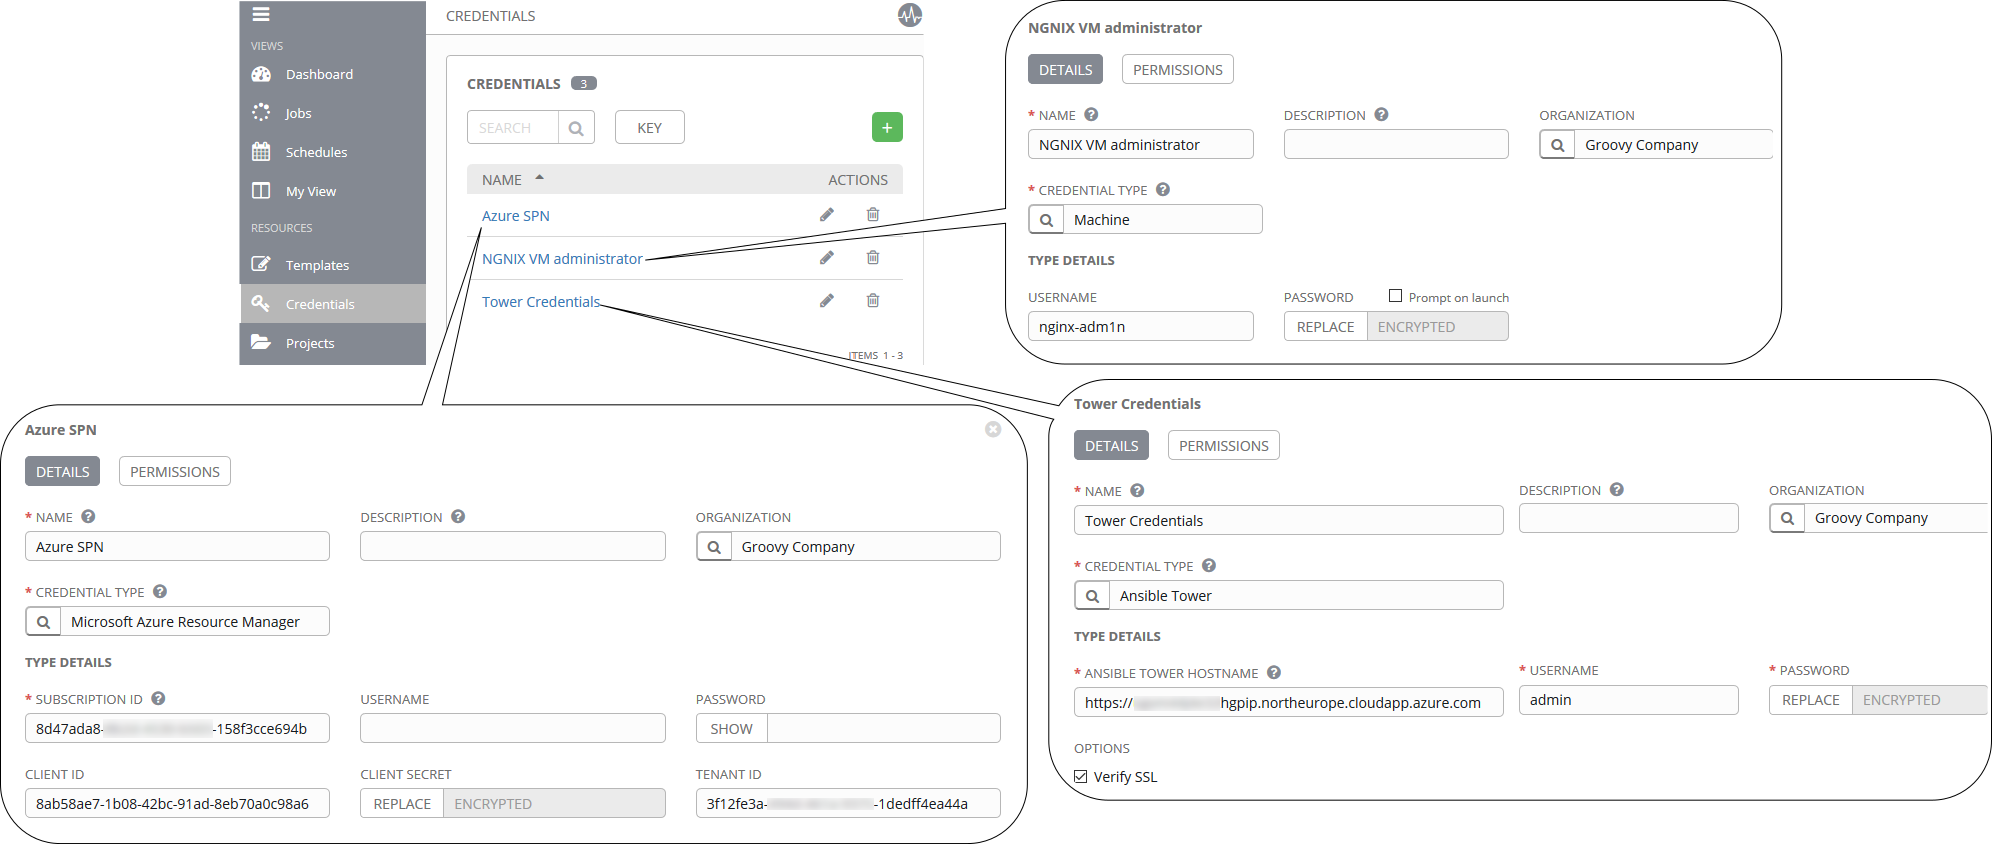 CREDENTIALS
VIEWS
Dashboard
Jobs
Schedules
My View
RESOURCES
Templates
Credentials
Projects
CREDENTIALS 3
SEARCH KEY +
NAME ACTIONS
Azure SPN
NGNIX VM administrator
Tower Credentials
ITEMS 1 - 3
NGNIX VM administrator
DETAILS PERMISSIONS
* NAME ? DESCRIPTION ? ORGANIZATION
NGNIX VM administrator Groovy Company
* CREDENTIAL TYPE ?
Machine
TYPE DETAILS
USERNAME PASSWORD Prompt on launch
nginx-adm1n REPLACE ENCRYPTED
Azure SPN
DETAILS PERMISSIONS
* NAME ? DESCRIPTION ? ORGANIZATION
Azure SPN Groovy Company
* CREDENTIAL TYPE ?
Microsoft Azure Resource Manager
TYPE DETAILS
* SUBSCRIPTION ID ? USERNAME PASSWORD
8d47ada8- -158f3cce694b SHOW
CLIENT ID CLIENT SECRET TENANT ID
8ab58ae7-1b08-42bc-91ad-8eb70a0c98a6 REPLACE ENCRYPTED 3f12fe3a- -1dedff4ea44a
Tower Credentials
DETAILS PERMISSIONS
* NAME ? DESCRIPTION ? ORGANIZATION
Tower Credentials Groovy Company
* CREDENTIAL TYPE ?
Ansible Tower
TYPE DETAILS
* ANSIBLE TOWER HOSTNAME ? * USERNAME * PASSWORD
https:// hgpip.northeurope.cloudapp.azure.com admin REPLACE ENCRYPTED
OPTIONS
Verify SSL